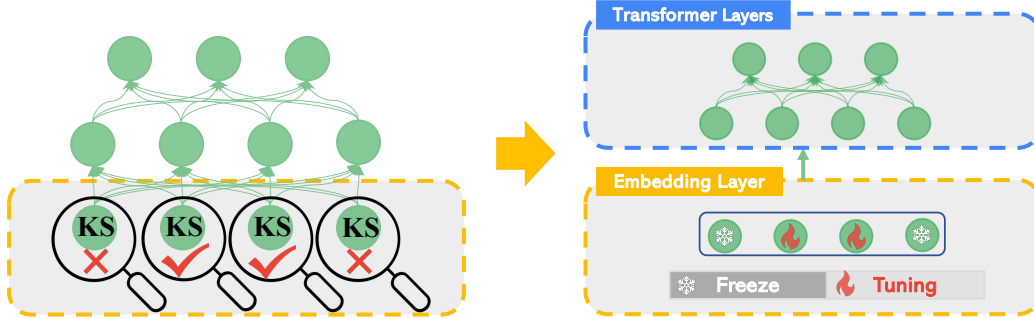 KS KS KS KS
Transformer Layers
Embedding Layer
Freeze Tuning